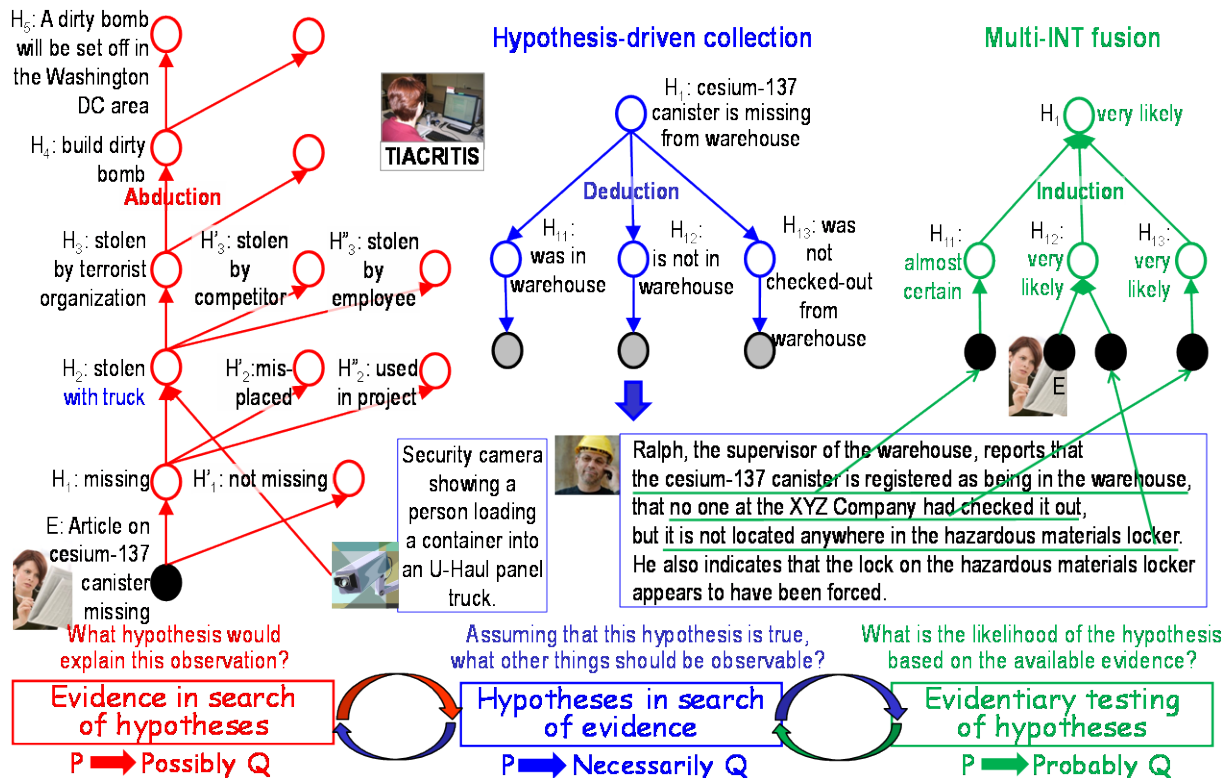 H₅: A dirty bomb
will be set off in
the Washington
DC area
H₄: build dirty
bomb
Abduction
H₃: stolen
by terrorist
organization
H'₃: stolen
by
competitor
H"₃: stolen
by
employee
H₂: stolen
with truck
H'₂:mis-
placed
H"₂: used
in project
H₁: missing
H'₁: not missing
E: Article on
cesium-137
canister
missing
TIACRITIS
Security camera
showing a
person loading
a container into
an U-Haul panel
truck.
Hypothesis-driven collection
H₁: cesium-137
canister is missing
from warehouse
Deduction
H₁₁:
was in
warehouse
H₁₂:
is not in
warehouse
H₁₃: was
not
checked-out
from
warehouse
Multi-INT fusion
H₁ very likely
Induction
H₁₁:
almost
certain
H₁₂:
very
likely
H₁₃:
very
likely
E
Ralph, the supervisor of the warehouse, reports that
the cesium-137 canister is registered as being in the warehouse,
that no one at the XYZ Company had checked it out,
but it is not located anywhere in the hazardous materials locker.
He also indicates that the lock on the hazardous materials locker
appears to have been forced.
What hypothesis would
explain this observation?
Evidence in search
of hypotheses
P Possibly Q
Assuming that this hypothesis is true,
what other things should be observable?
Hypotheses in search
of evidence
P Necessarily Q
What is the likelihood of the hypothesis
based on the available evidence?
Evidentiary testing
of hypotheses
P Probably Q